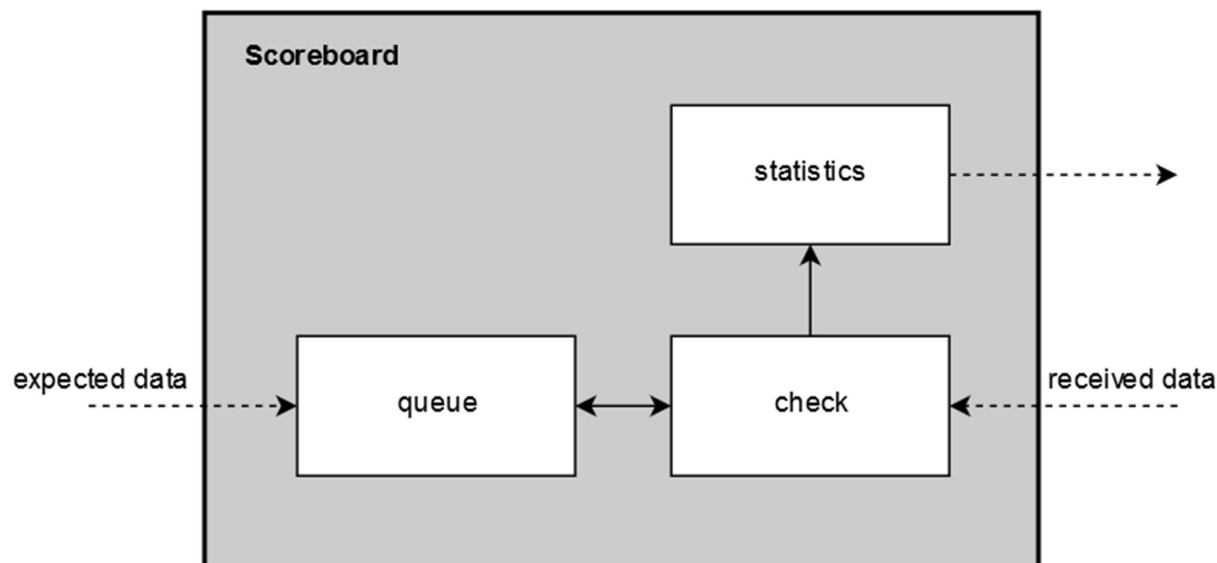 Scoreboard
statistics
expected data
queue
check
received data